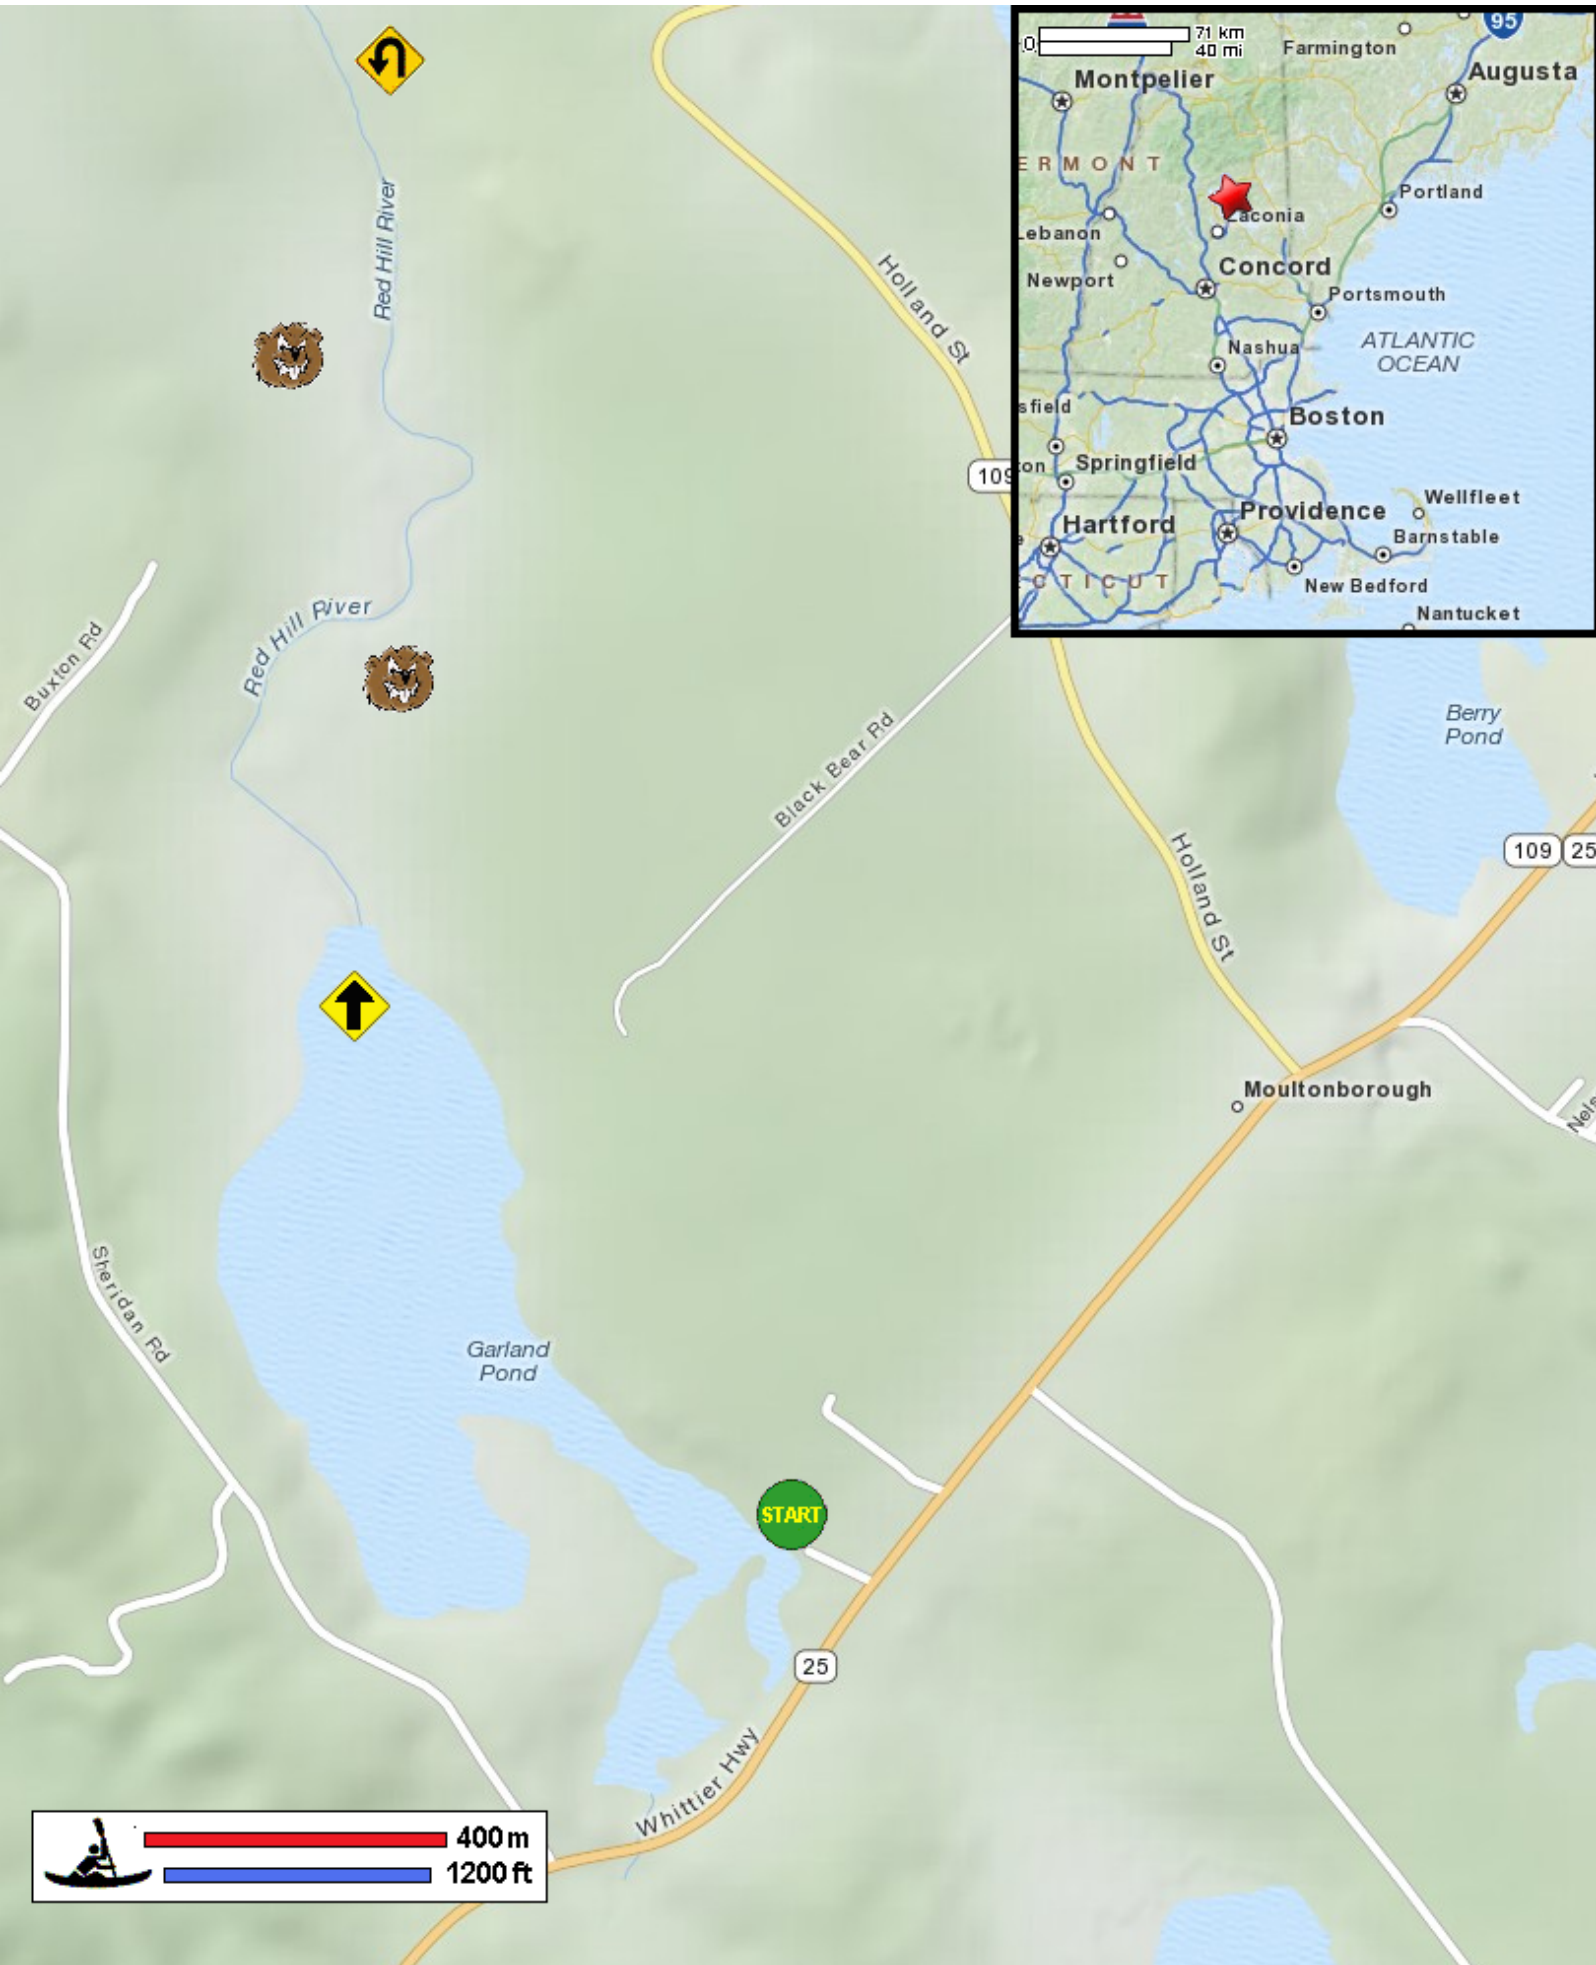 Red Hill River
Holland St
109
0
71 km
40 mi
95
Farmington
Augusta
Montpelier
ERMONT
Portland
Laconia
Lebanon
Newport
Concord
Portsmouth
ATLANTIC
OCEAN
Nashua
sfield
Boston
ton
Springfield
Wellfleet
Providence
Hartford
Barnstable
e
ECTICUT
New Bedford
Nantucket
Red Hill River
Buxton Rd
Black Bear Rd
Berry
Pond
Holland St
109
25
Moultonborough
Nels
Sheridan Rd
Garland
Pond
START
25
Whittier Hwy
400 m
1200 ft